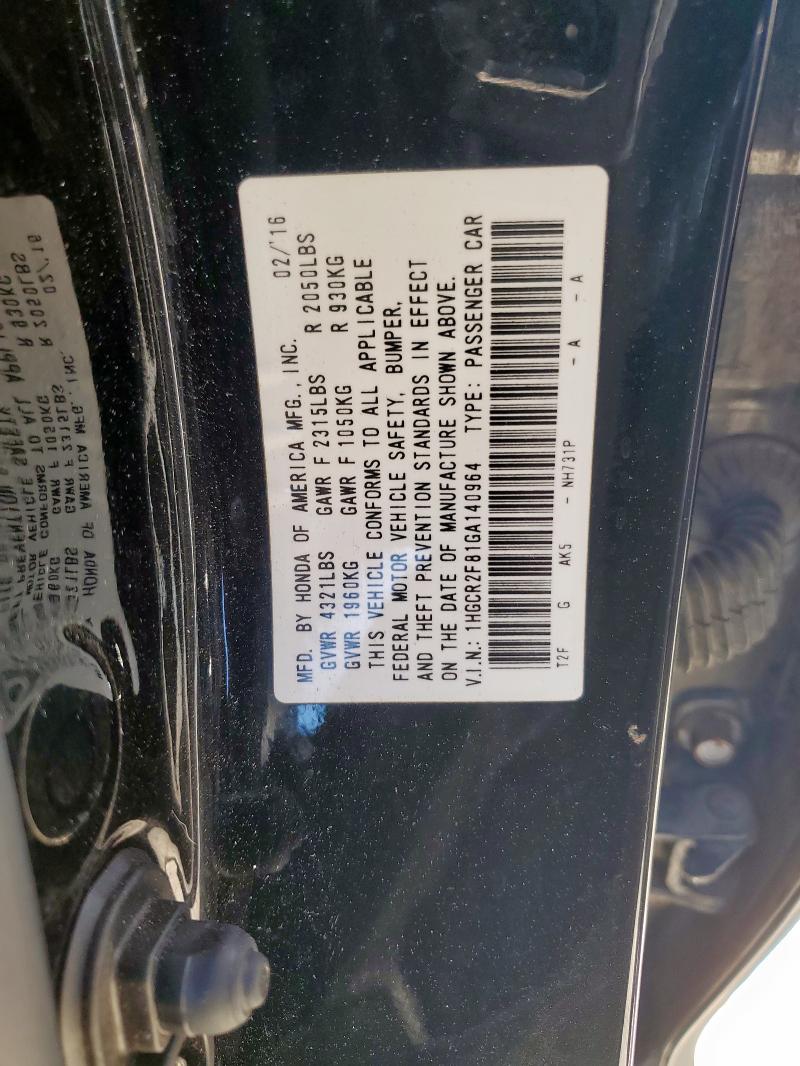 MFD. BY HONDA OF AMERICA MFG., INC. 02/'16
GVWR 4321LBS GAWR F 2315LBS R 2050LBS
GVWR 1960KG GAWR F 1050KG R 930KG
THIS VEHICLE CONFORMS TO ALL APPLICABLE
FEDERAL MOTOR VEHICLE SAFETY, BUMPER,
AND THEFT PREVENTION STANDARDS IN EFFECT
ON THE DATE OF MANUFACTURE SHOWN ABOVE.
V.I.N.: 1HGCR2F81GA140964 TYPE: PASSENGER CAR
T2F G AK5 - NH731P - A - A